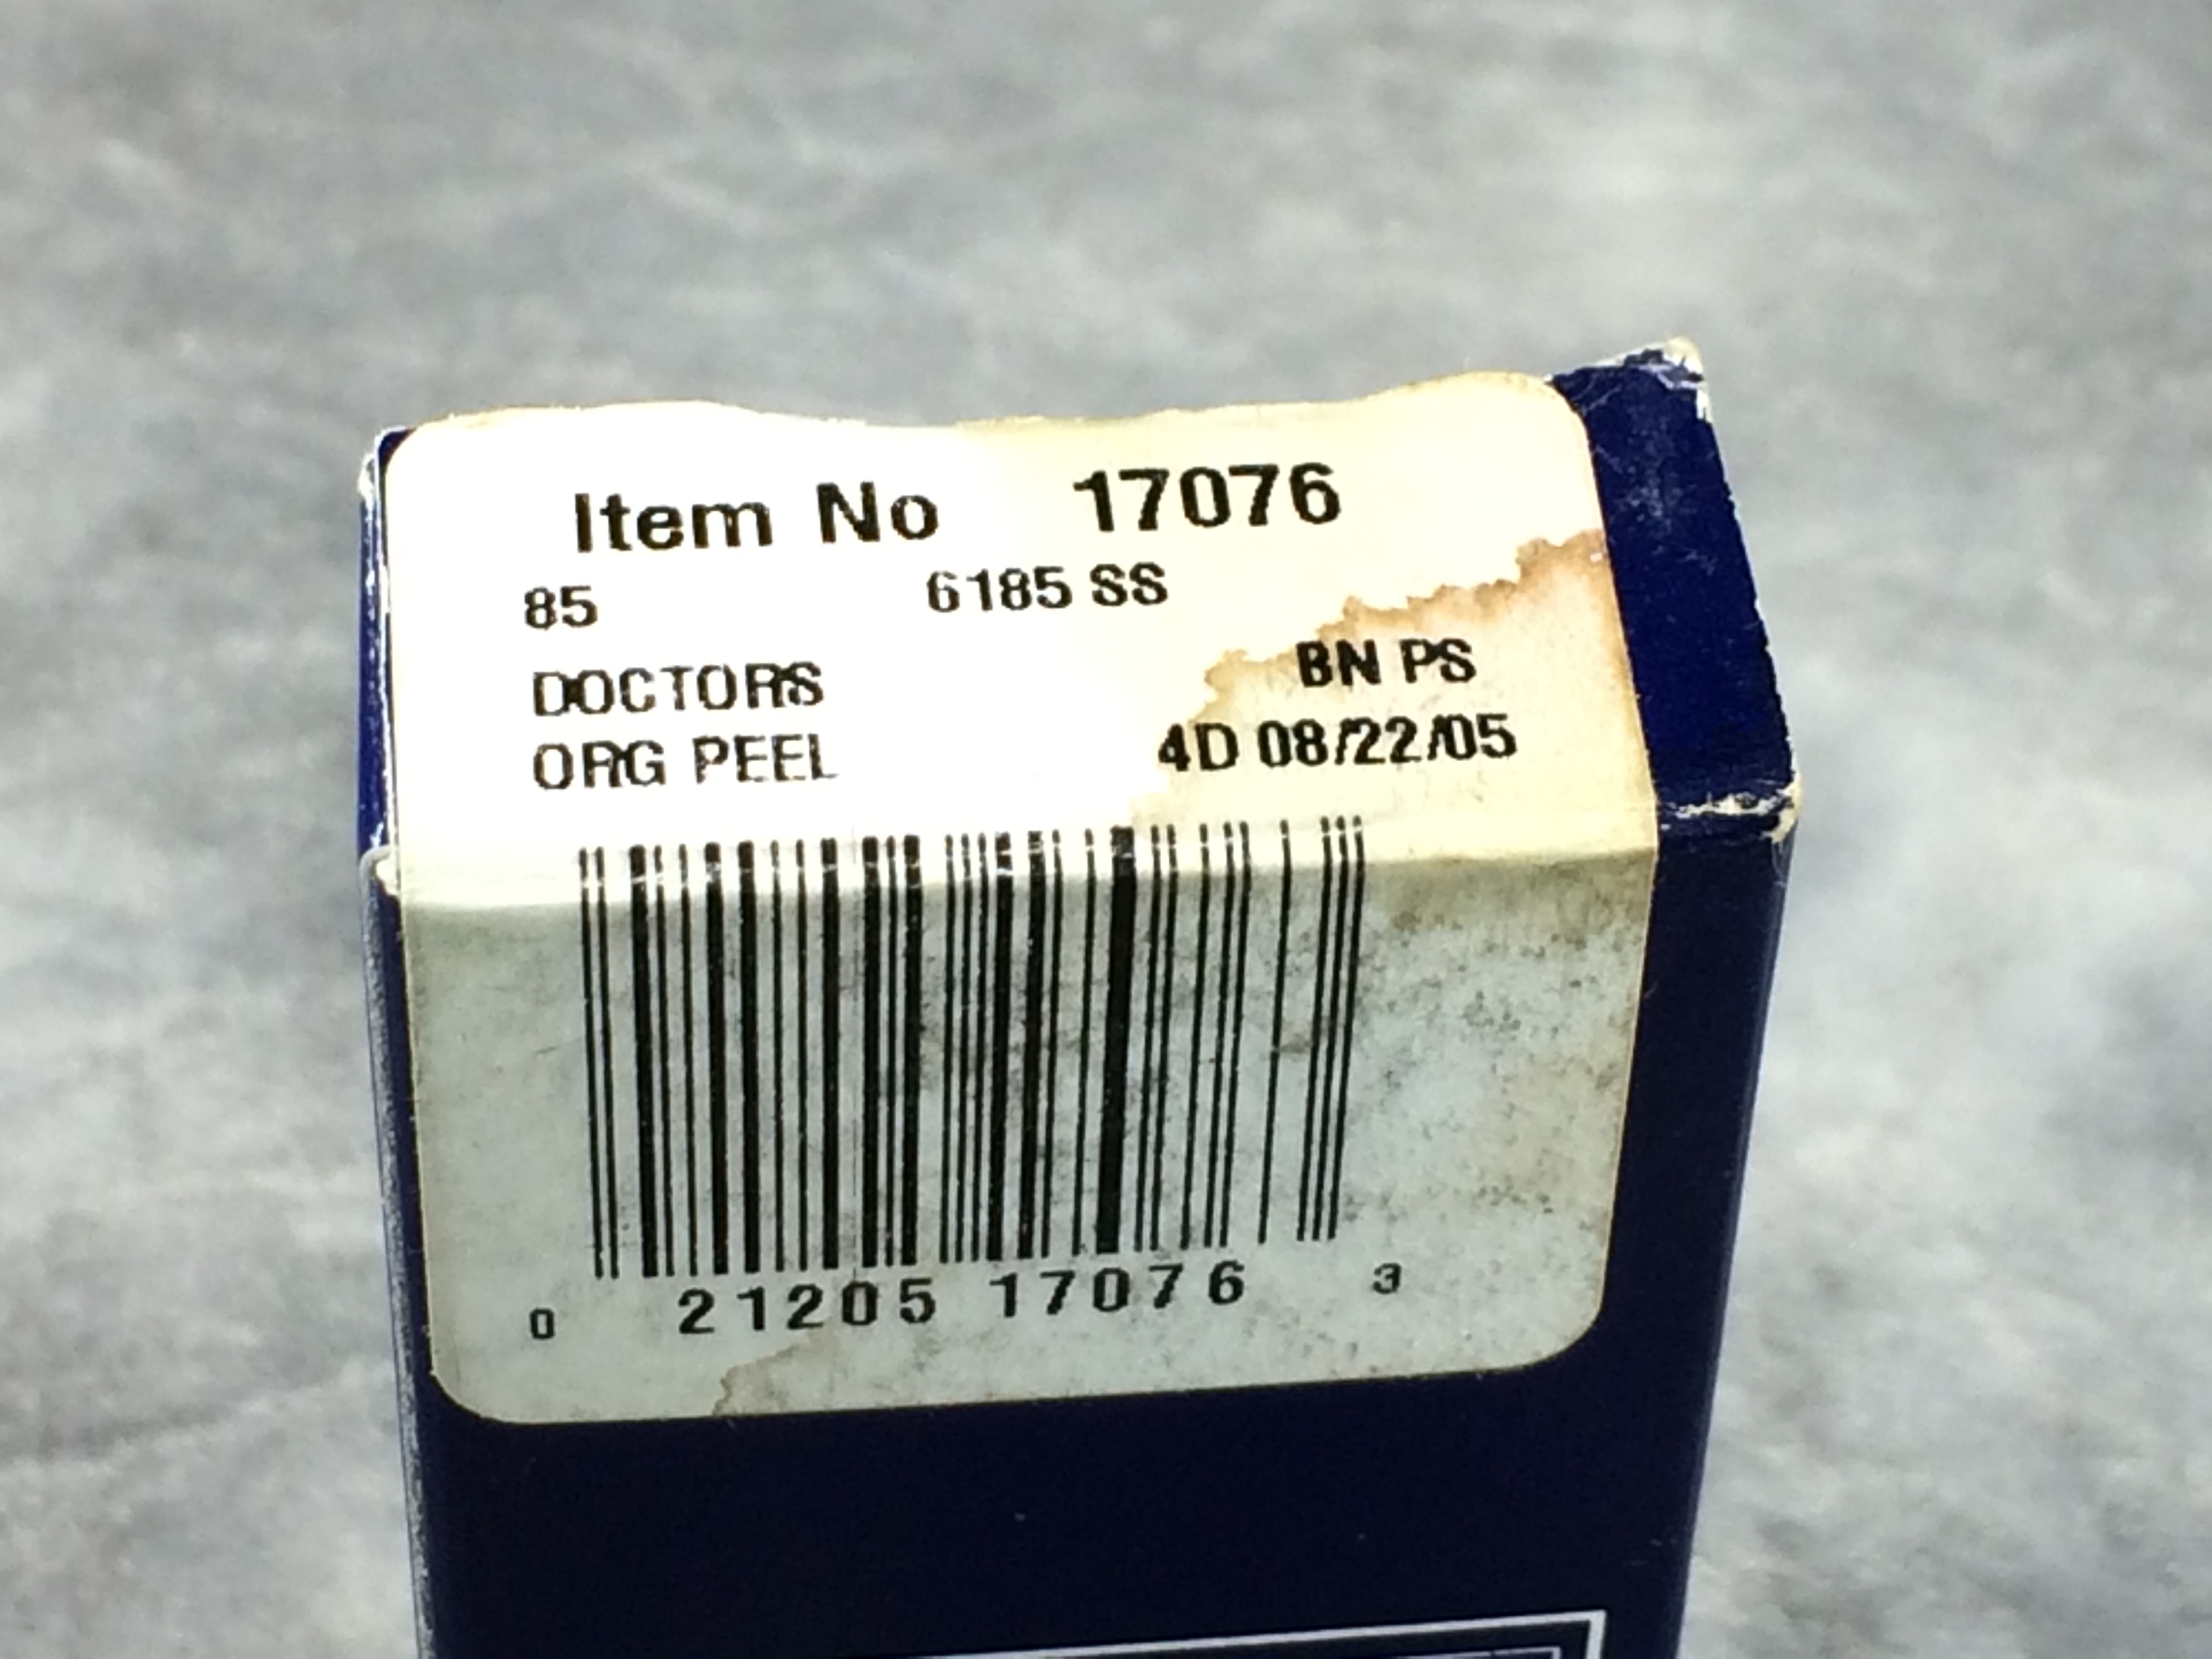 Item No 17076
85 6185 SS
DOCTORS BN PS
ORG PEEL 4D 08/22/05
0 21205 17076 3